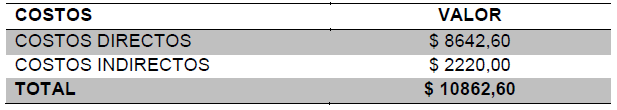 COSTOS VALOR
COSTOS DIRECTOS $ 8642,60
COSTOS INDIRECTOS $ 2220,00
TOTAL $ 10862,60